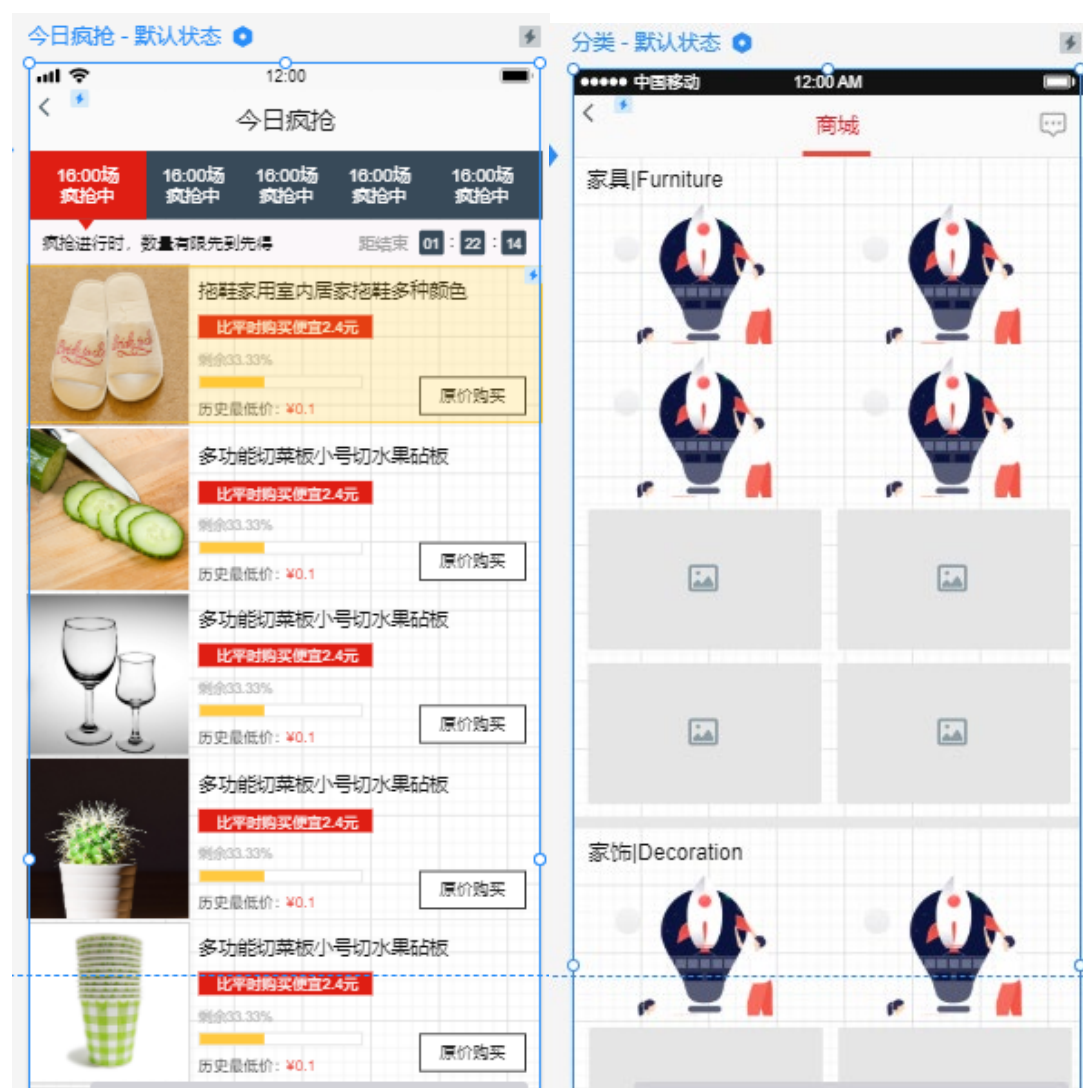 今日疯抢 - 默认状态
12:00
今日疯抢
16:00场 16:00场 16:00场 16:00场 16:00场
疯抢中 疯抢中 疯抢中 疯抢中 疯抢中
疯抢进行时，数量有限先到先得 距结束 01 : 22 : 14
拖鞋家用室内居家拖鞋多种颜色
比平时购买便宜2.4元
剩余33.33%
原价购买
历史最低价：¥0.1
多功能切菜板小号切水果砧板
比平时购买便宜2.4元
剩余33.33%
原价购买
历史最低价：¥0.1
多功能切菜板小号切水果砧板
比平时购买便宜2.4元
剩余33.33%
原价购买
历史最低价：¥0.1
多功能切菜板小号切水果砧板
比平时购买便宜2.4元
剩余33.33%
原价购买
历史最低价：¥0.1
多功能切菜板小号切水果砧板
比平时购买便宜2.4元
剩余33.33%
原价购买
历史最低价：¥0.1
分类 - 默认状态
中国移动 12:00 AM
商城
家具|Furniture
家饰|Decoration